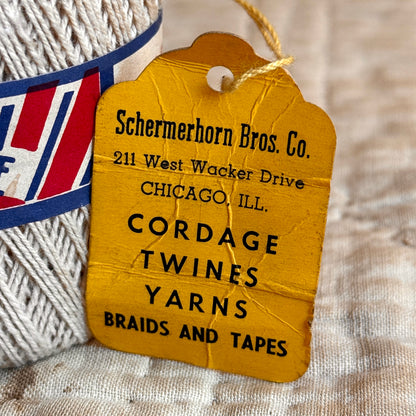 Schermerhorn Bros. Co.
211 West Wacker Drive
CHICAGO, ILL.
CORDAGE
TWINES
YARNS
BRAIDS AND TAPES